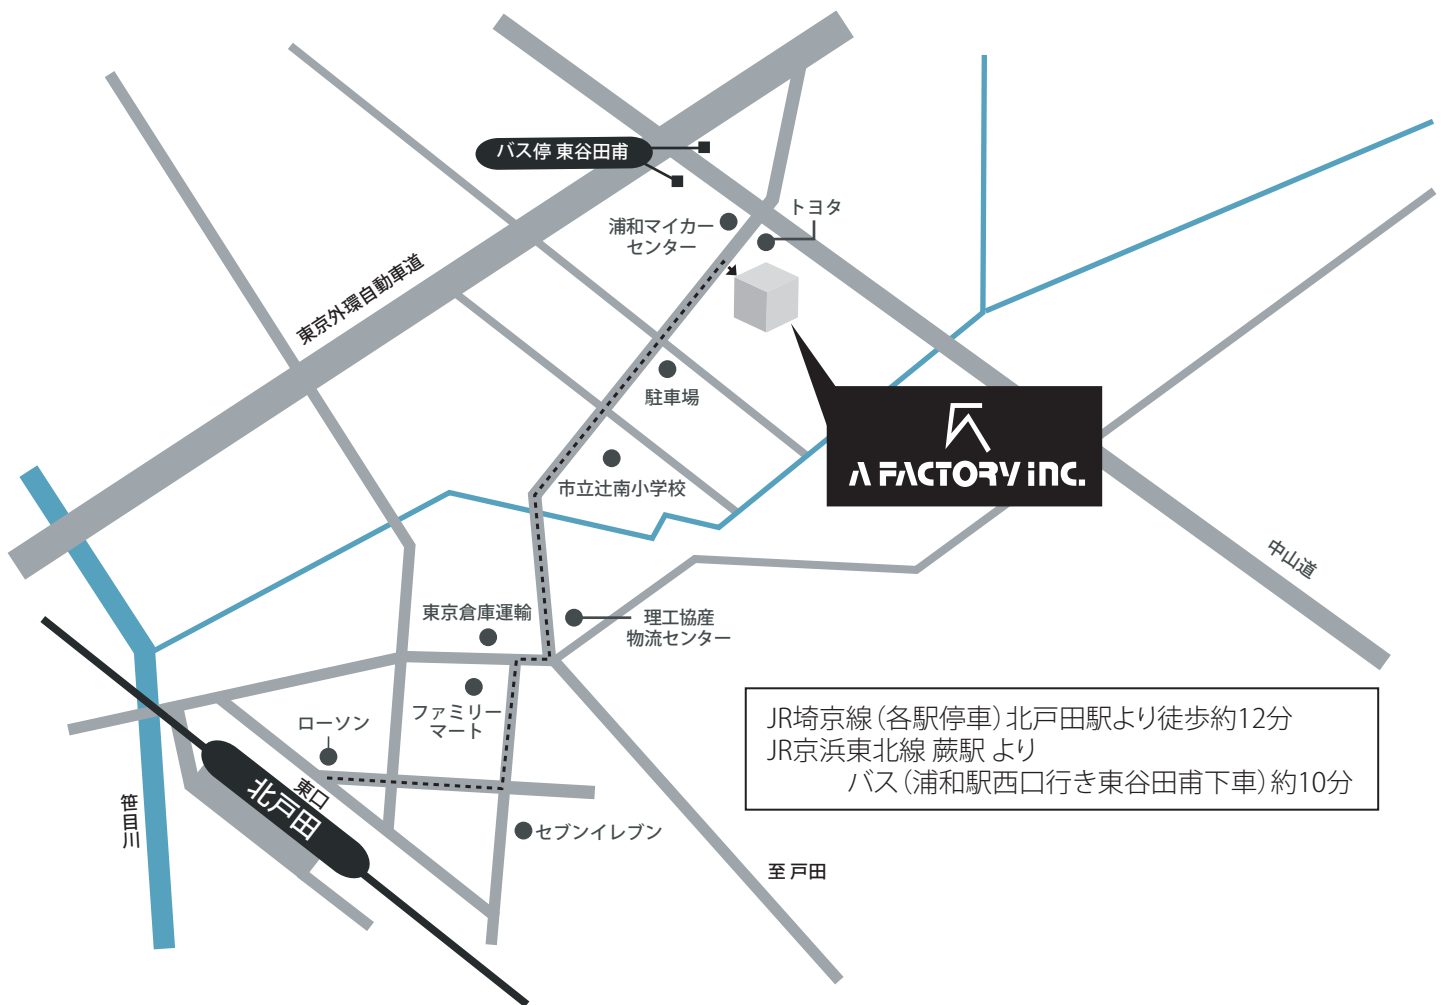 バス停 東谷田甫
トヨタ
浦和マイカー
センター
東京外環自動車道
駐車場
市立辻南小学校
A FACTORY iNC.
中山道
東京倉庫運輸
理工協産
物流センター
ファミリー
マート
ローソン
東口
北戸田
笹目川
セブンイレブン
至 戸田
JR埼京線(各駅停車)北戸田駅より徒歩約12分
JR京浜東北線 蕨駅 より
バス(浦和駅西口行き東谷田甫下車)約10分